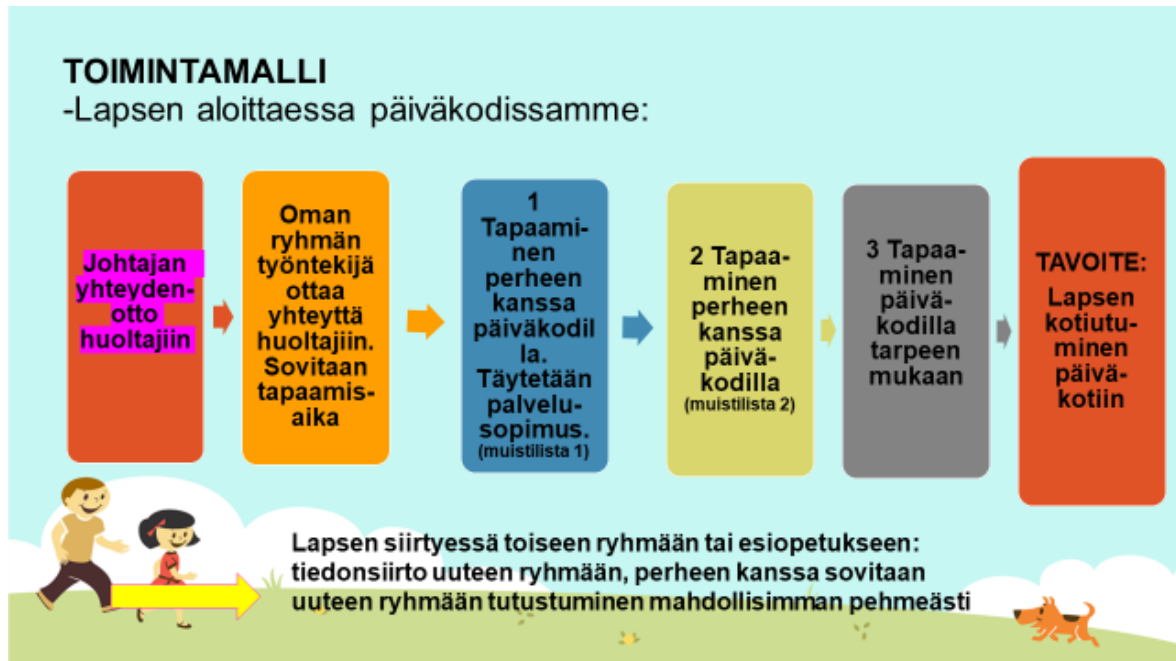 TOIMINTAMALLI
-Lapsen aloittaessa päiväkodissamme:
Johtajan
yhteyden-
otto
huoltajiin
Oman
ryhmän
työntekijä
ottaa
yhteyttä
huoltajiin.
Sovitaan
tapaamis-
aika
1
Tapaami-
nen
perheen
kanssa
päiväkodil
la.
Täytetään
palvelu-
sopimus.
(muistilista 1)
2 Tapaa-
minen
perheen
kanssa
päivä-
kodilla
(muistilista 2)
3 Tapaa-
minen
päivä-
kodilla
tarpeen
mukaan
TAVOITE:
Lapsen
kotiutu-
minen
päivä-
kotiin
Lapsen siirtyessä toiseen ryhmään tai esiopetukseen:
tiedonsiirto uuteen ryhmään, perheen kanssa sovitaan
uuteen ryhmään tutustuminen mahdollisimman pehmeästi